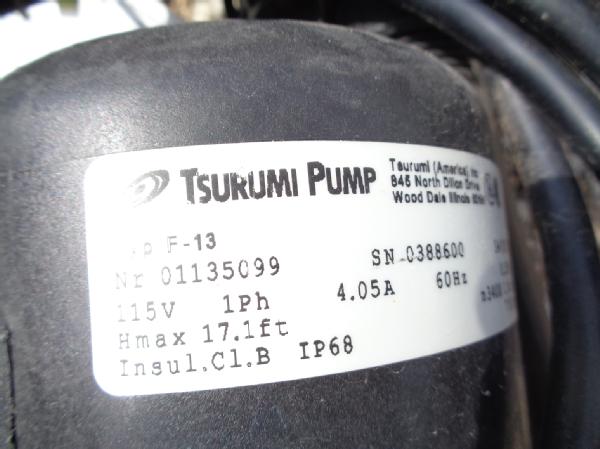 TSURUMI PUMP
Tsurumi (America) Inc
845 North Dillon Drive
Wood Dale Illinois
F-13
Nr 01135099 SN 0388600
115V 1Ph 4.05A 60Hz
Hmax 17.1ft
Insul.Cl.B IP68